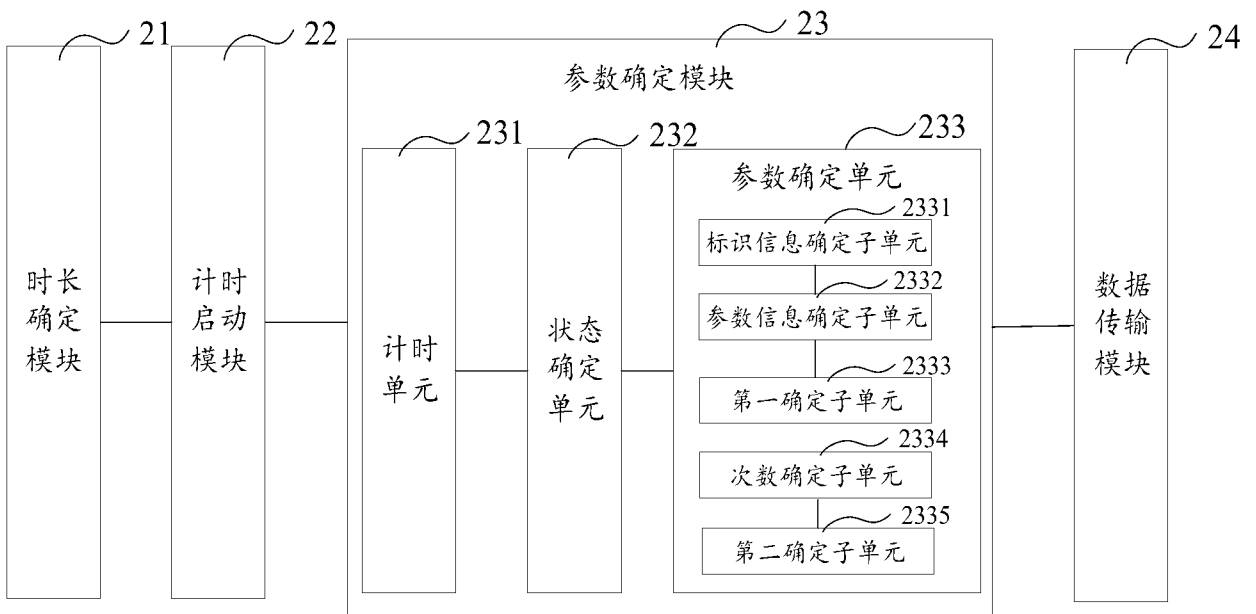 21
22
23
24
参数确定模块
231
232
233
参数确定单元
2331
标识信息确定子单元
2332
参数信息确定子单元
2333
第一确定子单元
2334
次数确定子单元
2335
第二确定子单元
时长
确定
模块
计时
启动
模块
计时
单元
状态
确定
单元
数据
传输
模块